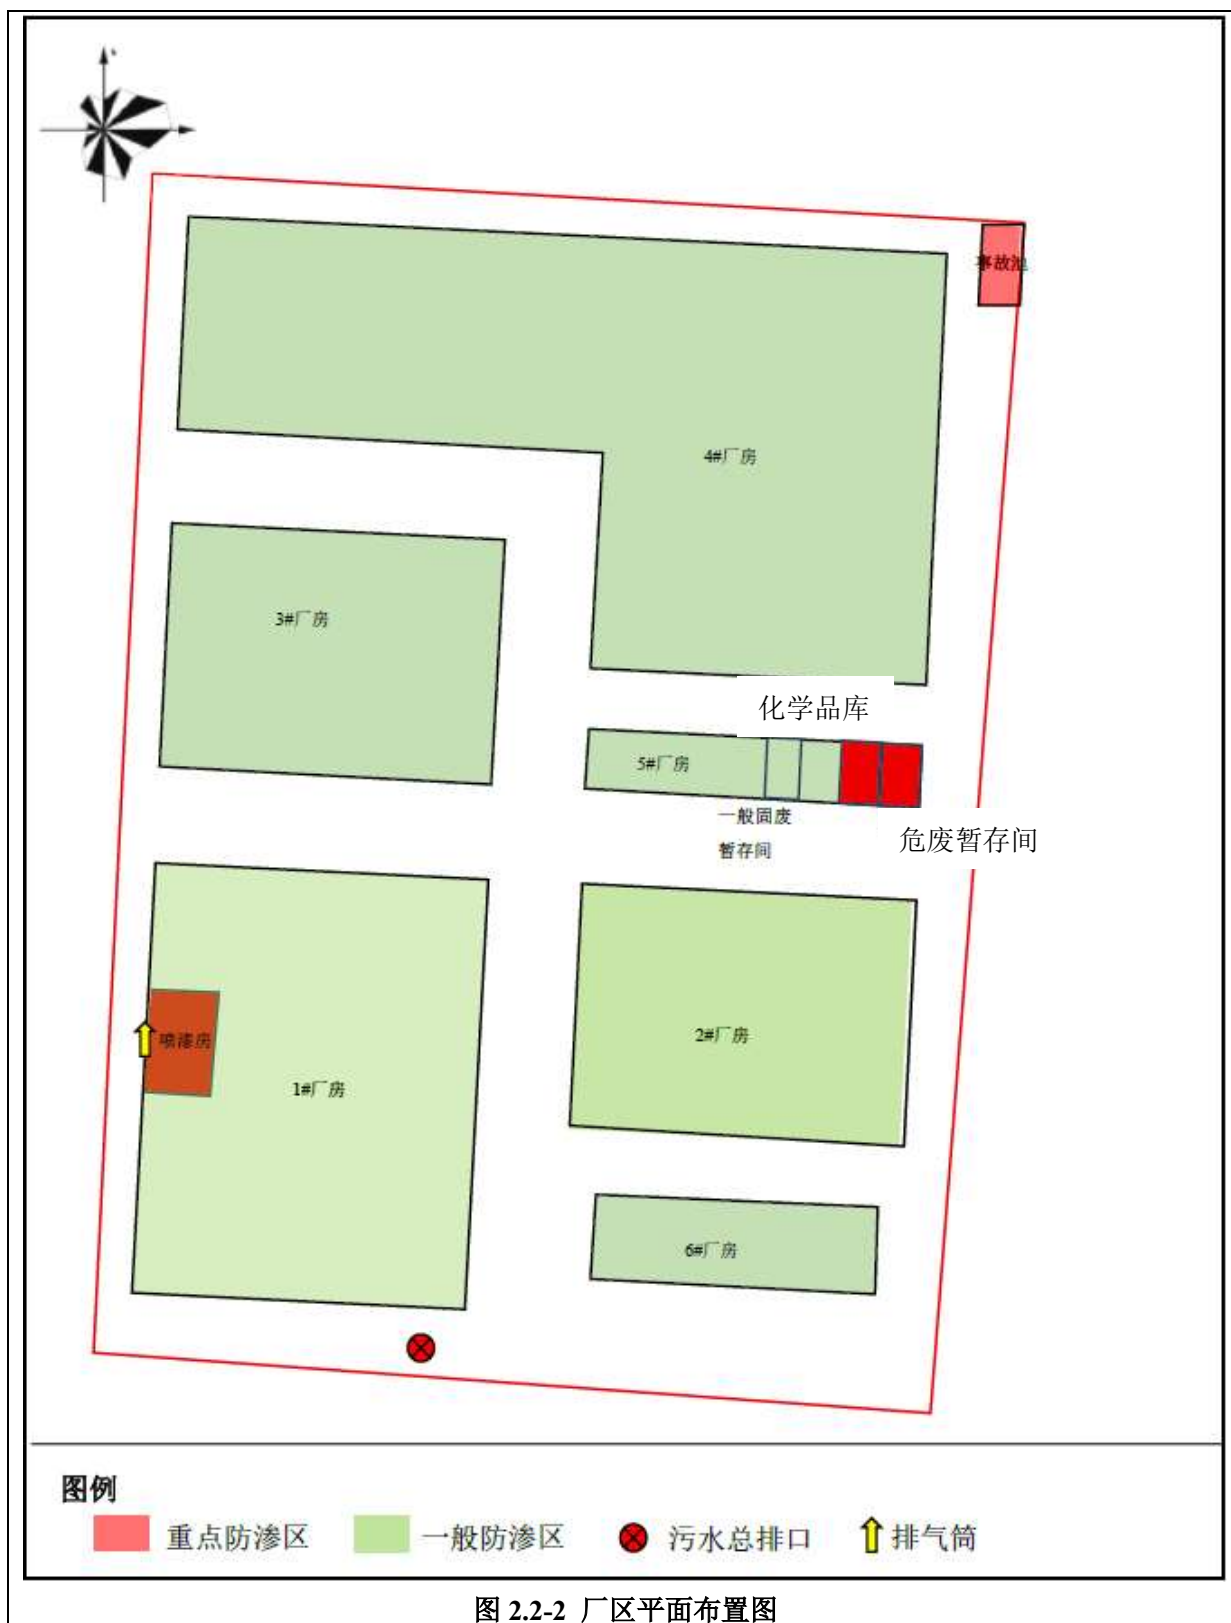 事故池
4#厂房
3#厂房
化学品库
5#厂房
一般固废
暂存间
危废暂存间
喷漆房
2#厂房
1#厂房
6#厂房
图例
重点防渗区
一般防渗区
污水总排口
排气筒
图 2.2-2 厂区平面布置图